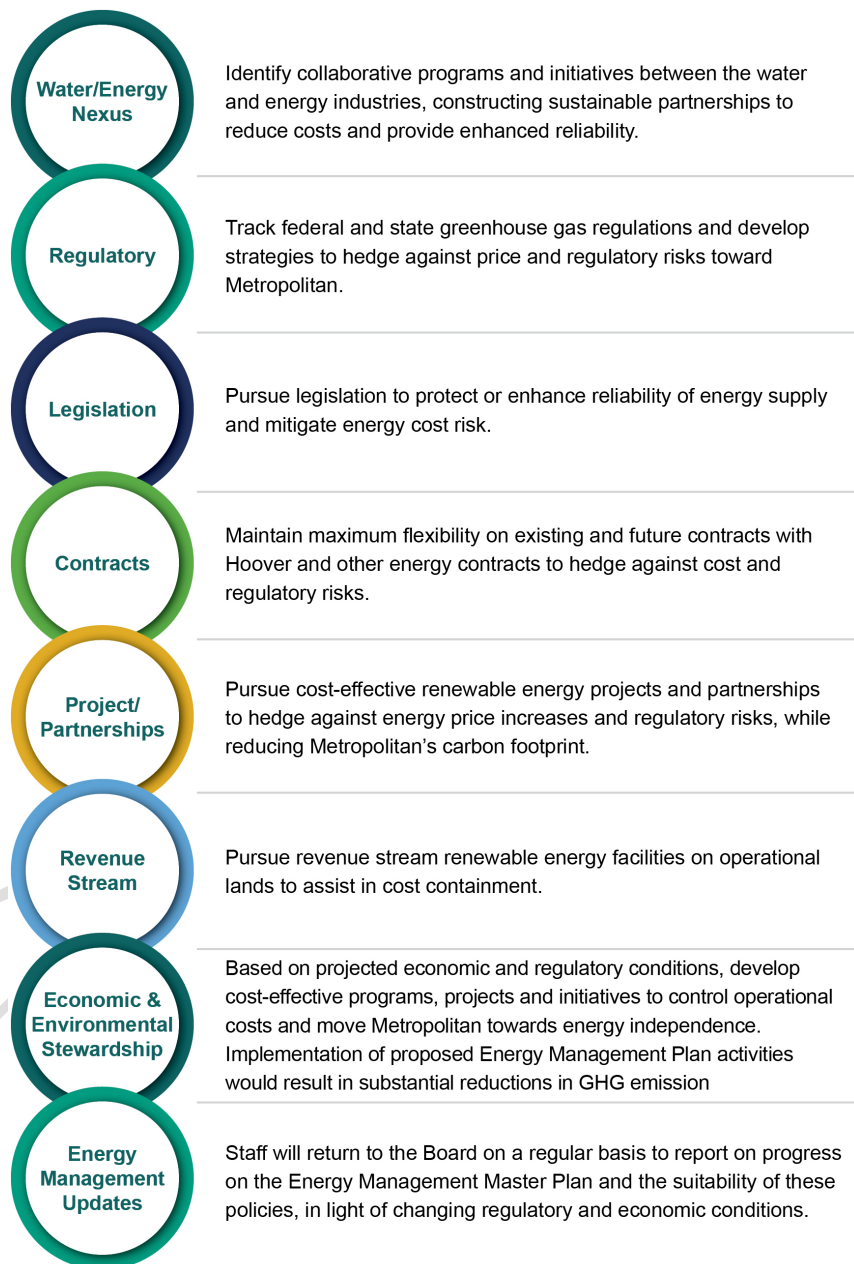 Water/Energy
Nexus
Identify collaborative programs and initiatives between the water
and energy industries, constructing sustainable partnerships to
reduce costs and provide enhanced reliability.
Regulatory
Track federal and state greenhouse gas regulations and develop
strategies to hedge against price and regulatory risks toward
Metropolitan.
Legislation
Pursue legislation to protect or enhance reliability of energy supply
and mitigate energy cost risk.
Contracts
Maintain maximum flexibility on existing and future contracts with
Hoover and other energy contracts to hedge against cost and
regulatory risks.
Project/
Partnerships
Pursue cost-effective renewable energy projects and partnerships
to hedge against energy price increases and regulatory risks, while
reducing Metropolitan’s carbon footprint.
Revenue
Stream
Pursue revenue stream renewable energy facilities on operational
lands to assist in cost containment.
Economic &
Environmental
Stewardship
Based on projected economic and regulatory conditions, develop
cost-effective programs, projects and initiatives to control operational
costs and move Metropolitan towards energy independence.
Implementation of proposed Energy Management Plan activities
would result in substantial reductions in GHG emission
Energy
Management
Updates
Staff will return to the Board on a regular basis to report on progress
on the Energy Management Master Plan and the suitability of these
policies, in light of changing regulatory and economic conditions.